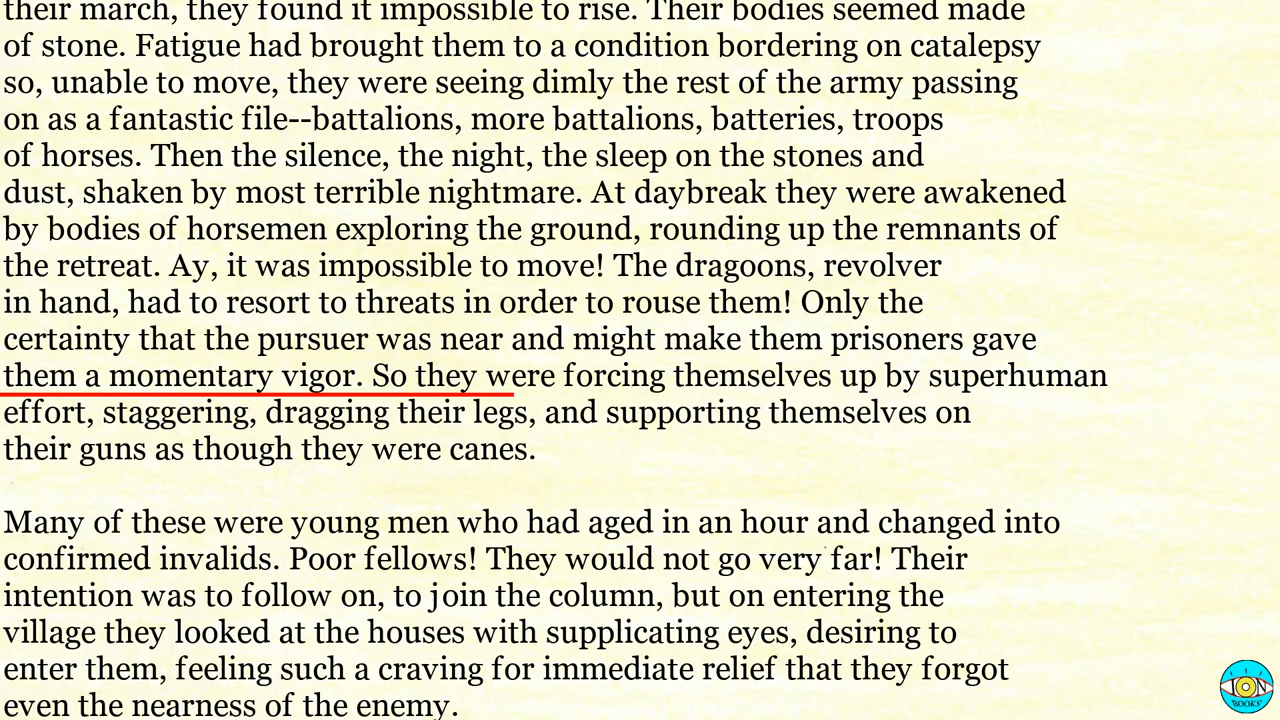 their march, they found it impossible to rise. Their bodies seemed made
of stone. Fatigue had brought them to a condition bordering on catalepsy
so, unable to move, they were seeing dimly the rest of the army passing
on as a fantastic file--battalions, more battalions, batteries, troops
of horses. Then the silence, the night, the sleep on the stones and
dust, shaken by most terrible nightmare. At daybreak they were awakened
by bodies of horsemen exploring the ground, rounding up the remnants of
the retreat. Ay, it was impossible to move! The dragoons, revolver
in hand, had to resort to threats in order to rouse them! Only the
certainty that the pursuer was near and might make them prisoners gave
them a momentary vigor. So they were forcing themselves up by superhuman
effort, staggering, dragging their legs, and supporting themselves on
their guns as though they were canes.
Many of these were young men who had aged in an hour and changed into
confirmed invalids. Poor fellows! They would not go very far! Their
intention was to follow on, to join the column, but on entering the
village they looked at the houses with supplicating eyes, desiring to
enter them, feeling such a craving for immediate relief that they forgot
even the nearness of the enemy.
ION
BOOKS